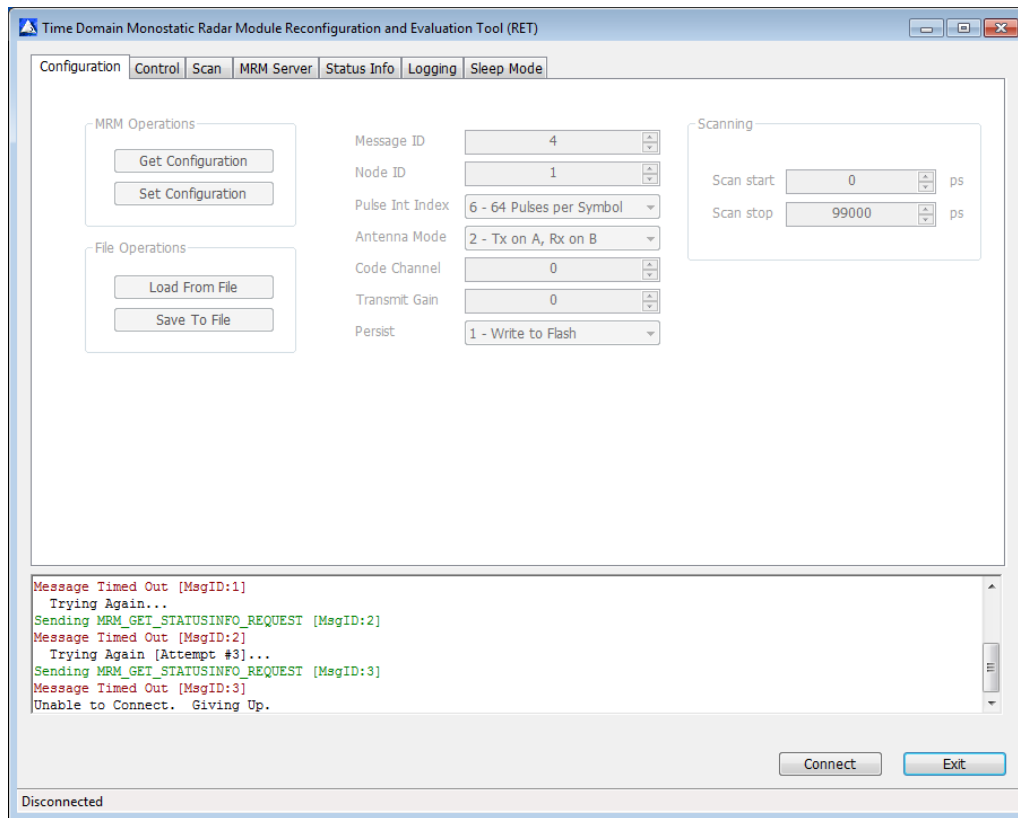 Time Domain Monostatic Radar Module Reconfiguration and Evaluation Tool (RET)
Configuration Control Scan MRM Server Status Info Logging Sleep Mode
MRM Operations
Get Configuration
Set Configuration
File Operations
Load From File
Save To File
Message ID 4
Node ID 1
Pulse Int Index 6 - 64 Pulses per Symbol
Antenna Mode 2 - Tx on A, Rx on B
Code Channel 0
Transmit Gain 0
Persist 1 - Write to Flash
Scanning
Scan start 0 ps
Scan stop 99000 ps
Message Timed Out [MsgID:1]
Trying Again...
Sending MRM_GET_STATUSINFO_REQUEST [MsgID:2]
Message Timed Out [MsgID:2]
Trying Again [Attempt #3]...
Sending MRM_GET_STATUSINFO_REQUEST [MsgID:3]
Message Timed Out [MsgID:3]
Unable to Connect.  Giving Up.
Connect Exit
Disconnected